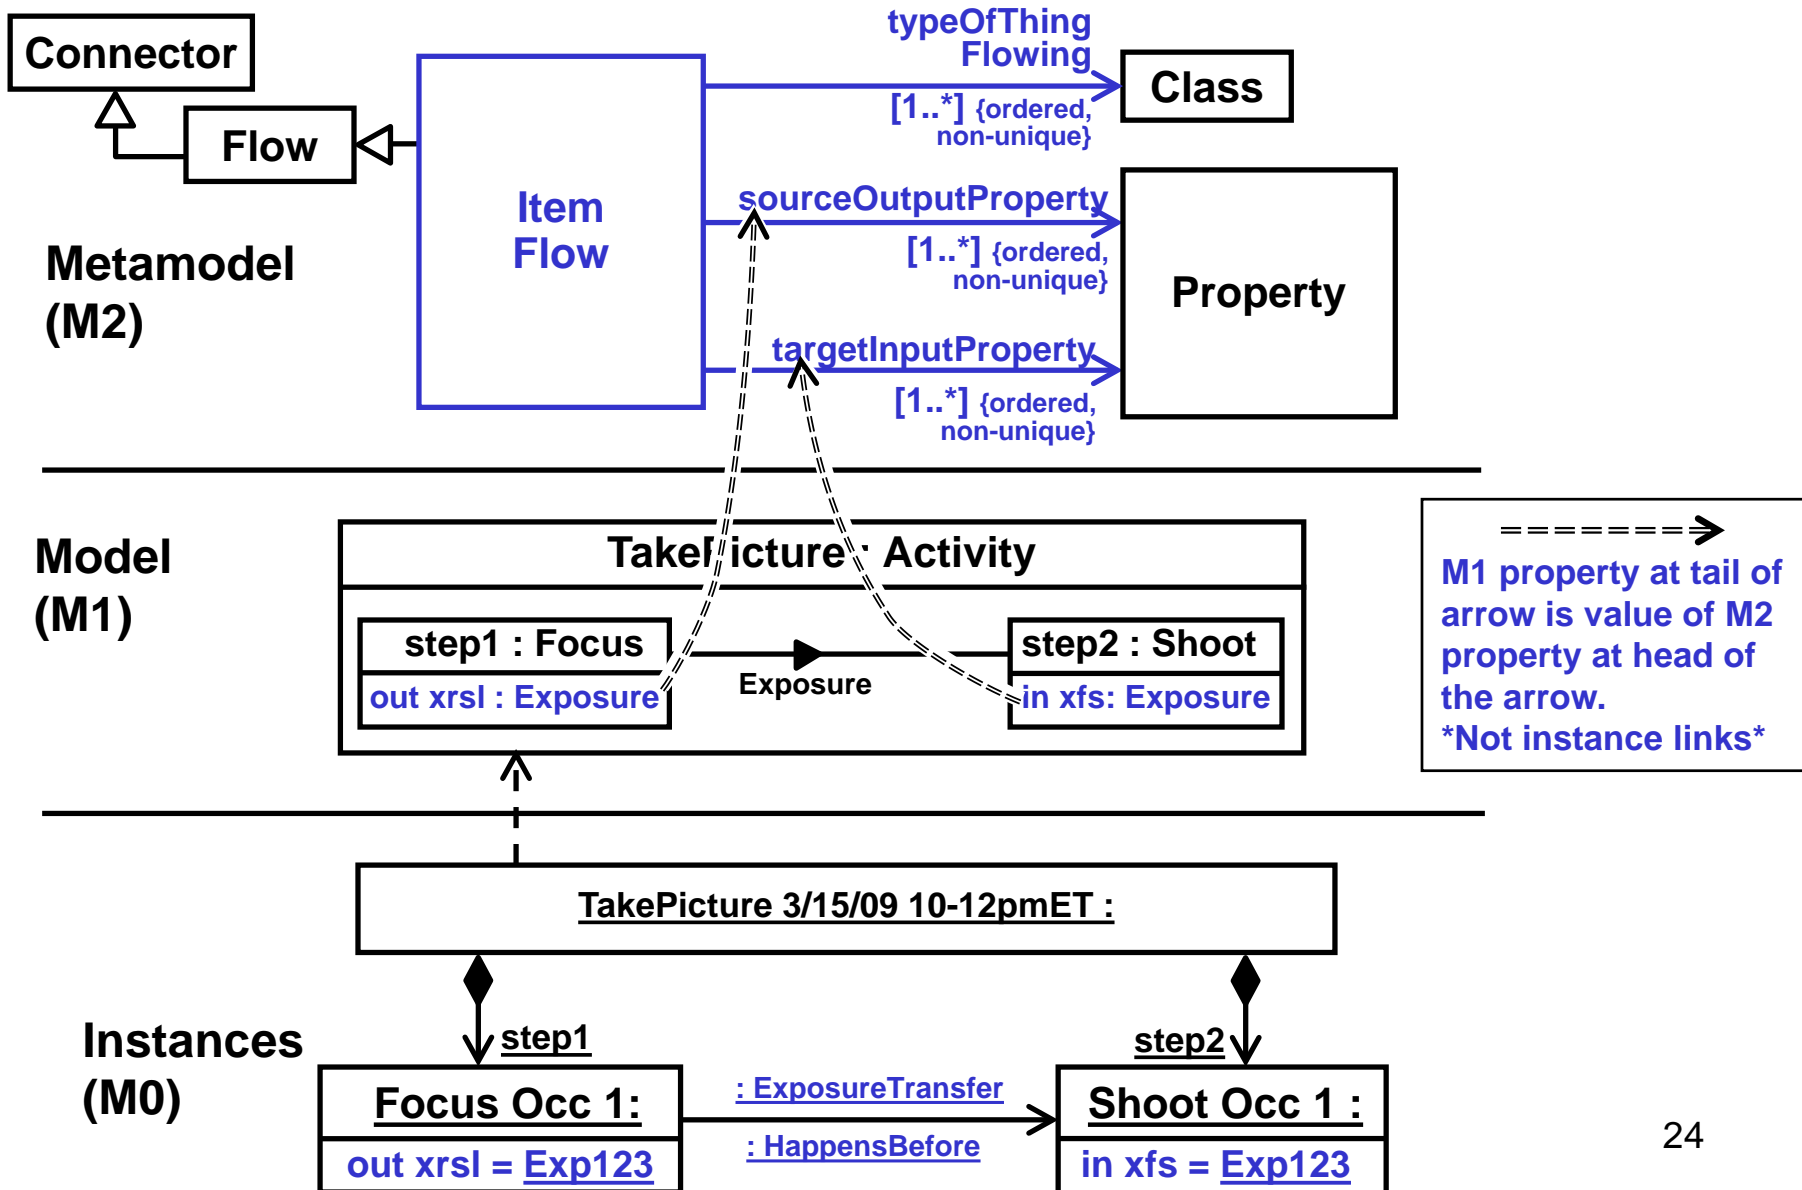 Connector
Flow
Item
Flow
typeOfThing
Flowing
[1..*] {ordered,
non-unique}
Class
sourceOutputProperty
[1..*] {ordered,
non-unique}
targetInputProperty
[1..*] {ordered,
non-unique}
Property
Metamodel
(M2)
Model
(M1)
TakePicture : Activity
step1 : Focus
out xrsl : Exposure
Exposure
step2 : Shoot
in xfs: Exposure
M1 property at tail of
arrow is value of M2
property at head of
the arrow.
*Not instance links*
TakePicture 3/15/09 10-12pmET :
Instances
(M0)
step1
step2
Focus Occ 1:
out xrsl = Exp123
: ExposureTransfer
: HappensBefore
Shoot Occ 1 :
in xfs = Exp123
24